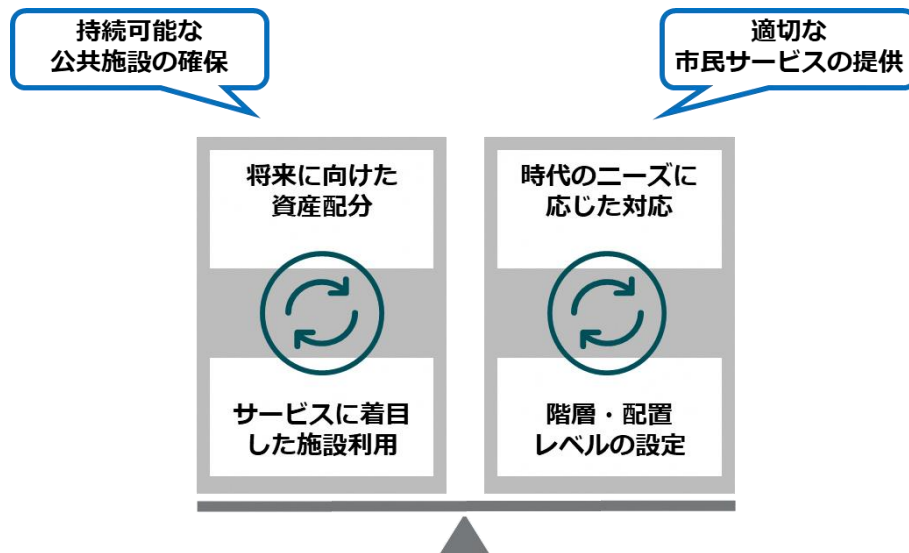 持続可能な
公共施設の確保
適切な
市民サービスの提供
将来に向けた
資産配分
時代のニーズに
応じた対応
サービスに着目
した施設利用
階層・配置
レベルの設定